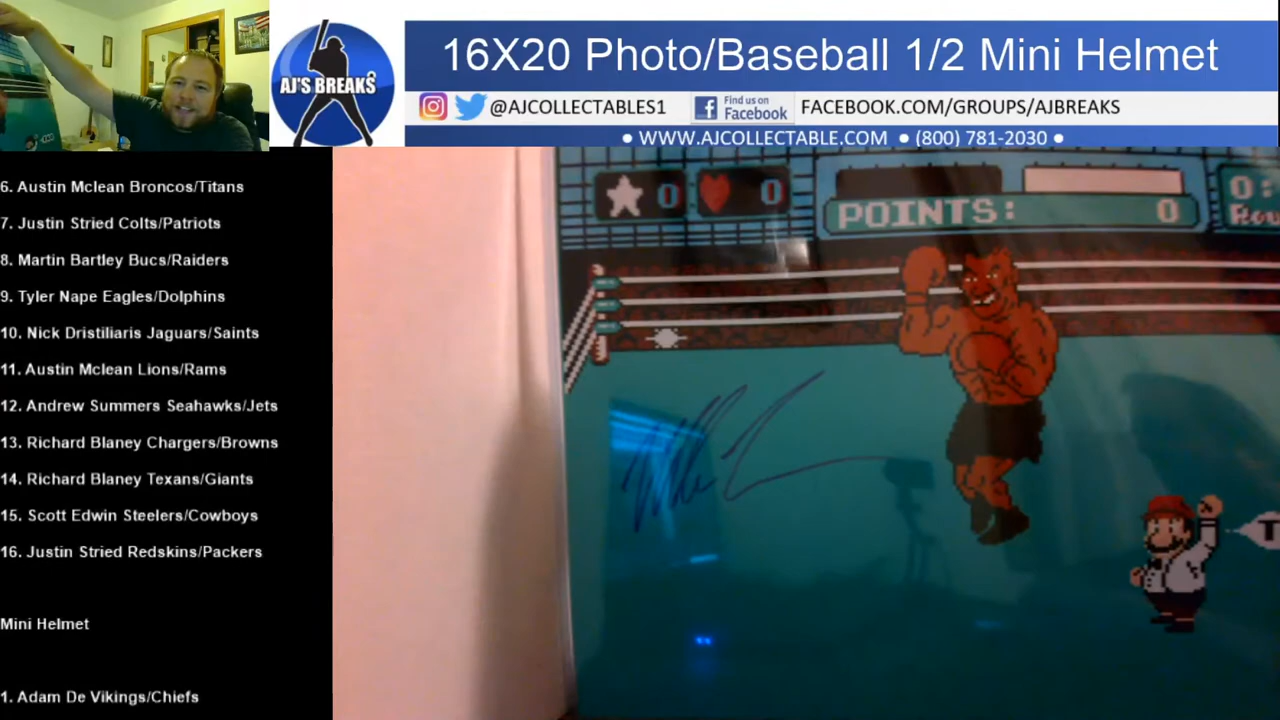 AJ'S BREAKS
16X20 Photo/Baseball 1/2 Mini Helmet
@AJCOLLECTABLES1
Find us on
Facebook
FACEBOOK.COM/GROUPS/AJBREAKS
● WWW.AJCOLLECTABLE.COM ● (800) 781-2030 ●
6. Austin Mclean Broncos/Titans
7. Justin Stried Colts/Patriots
8. Martin Bartley Bucs/Raiders
9. Tyler Nape Eagles/Dolphins
10. Nick Dristiliaris Jaguars/Saints
11. Austin Mclean Lions/Rams
12. Andrew Summers Seahawks/Jets
13. Richard Blaney Chargers/Browns
14. Richard Blaney Texans/Giants
15. Scott Edwin Steelers/Cowboys
16. Justin Stried Redskins/Packers
Mini Helmet
1. Adam De Vikings/Chiefs
0 0
POINTS: 0
0:
Rou
T